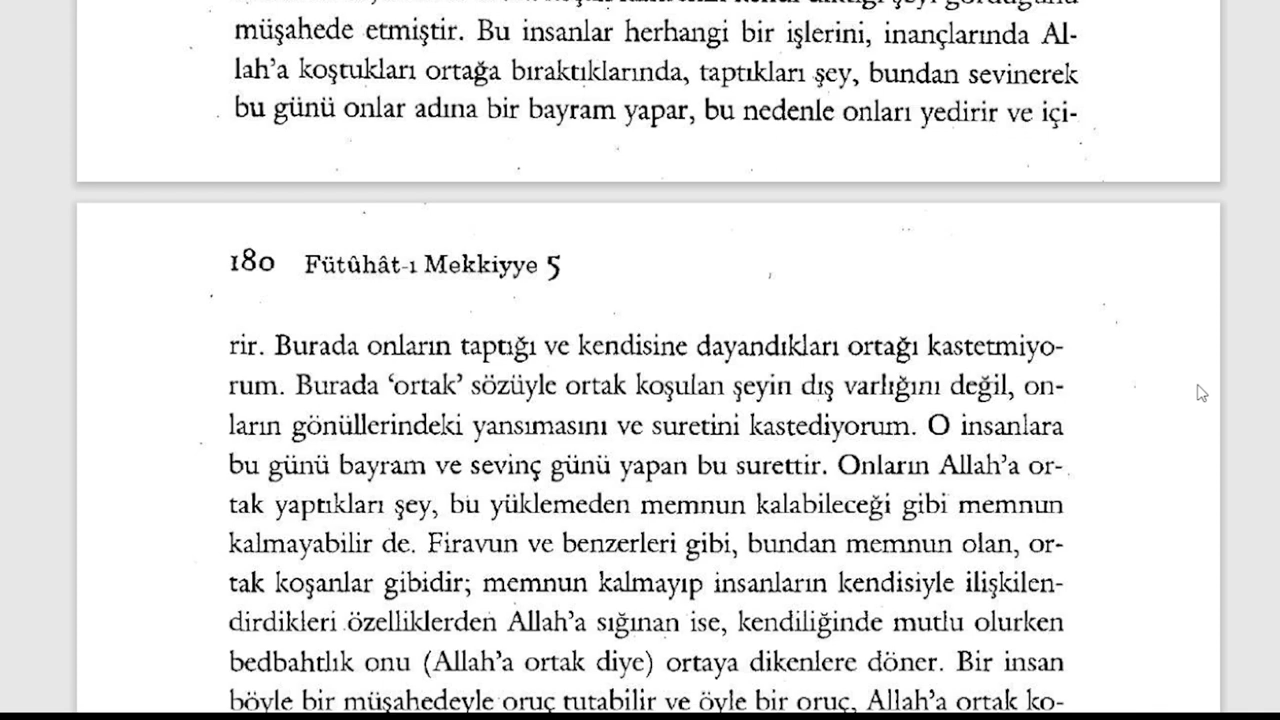 müşahede etmiştir. Bu insanlar herhangi bir işlerini, inançlarında Al-
lah’a koştukları ortağa bıraktıklarında, taptıkları şey, bundan sevinerek
bu günü onlar adına bir bayram yapar, bu nedenle onları yedirir ve içi-
180 Fütûhât-ı Mekkiyye 5
rir. Burada onların taptığı ve kendisine dayandıkları ortağı kastetmiyo-
rum. Burada ‘ortak’ sözüyle ortak koşulan şeyin dış varlığını değil, on-
ların gönüllerindeki yansımasını ve suretini kastediyorum. O insanlara
bu günü bayram ve sevinç günü yapan bu surettir. Onların Allah’a or-
tak yaptıkları şey, bu yüklemeden memnun kalabileceği gibi memnun
kalmayabilir de. Firavun ve benzerleri gibi, bundan memnun olan, or-
tak koşanlar gibidir; memnun kalmayıp insanların kendisiyle ilişkilen-
dirdikleri özelliklerden Allah’a sığınan ise, kendiliğinde mutlu olurken
bedbahtlık onu (Allah’a ortak diye) ortaya dikenlere döner. Bir insan
böyle bir müşahedeyle oruç tutabilir ve öyle bir oruç, Allah’a ortak ko-